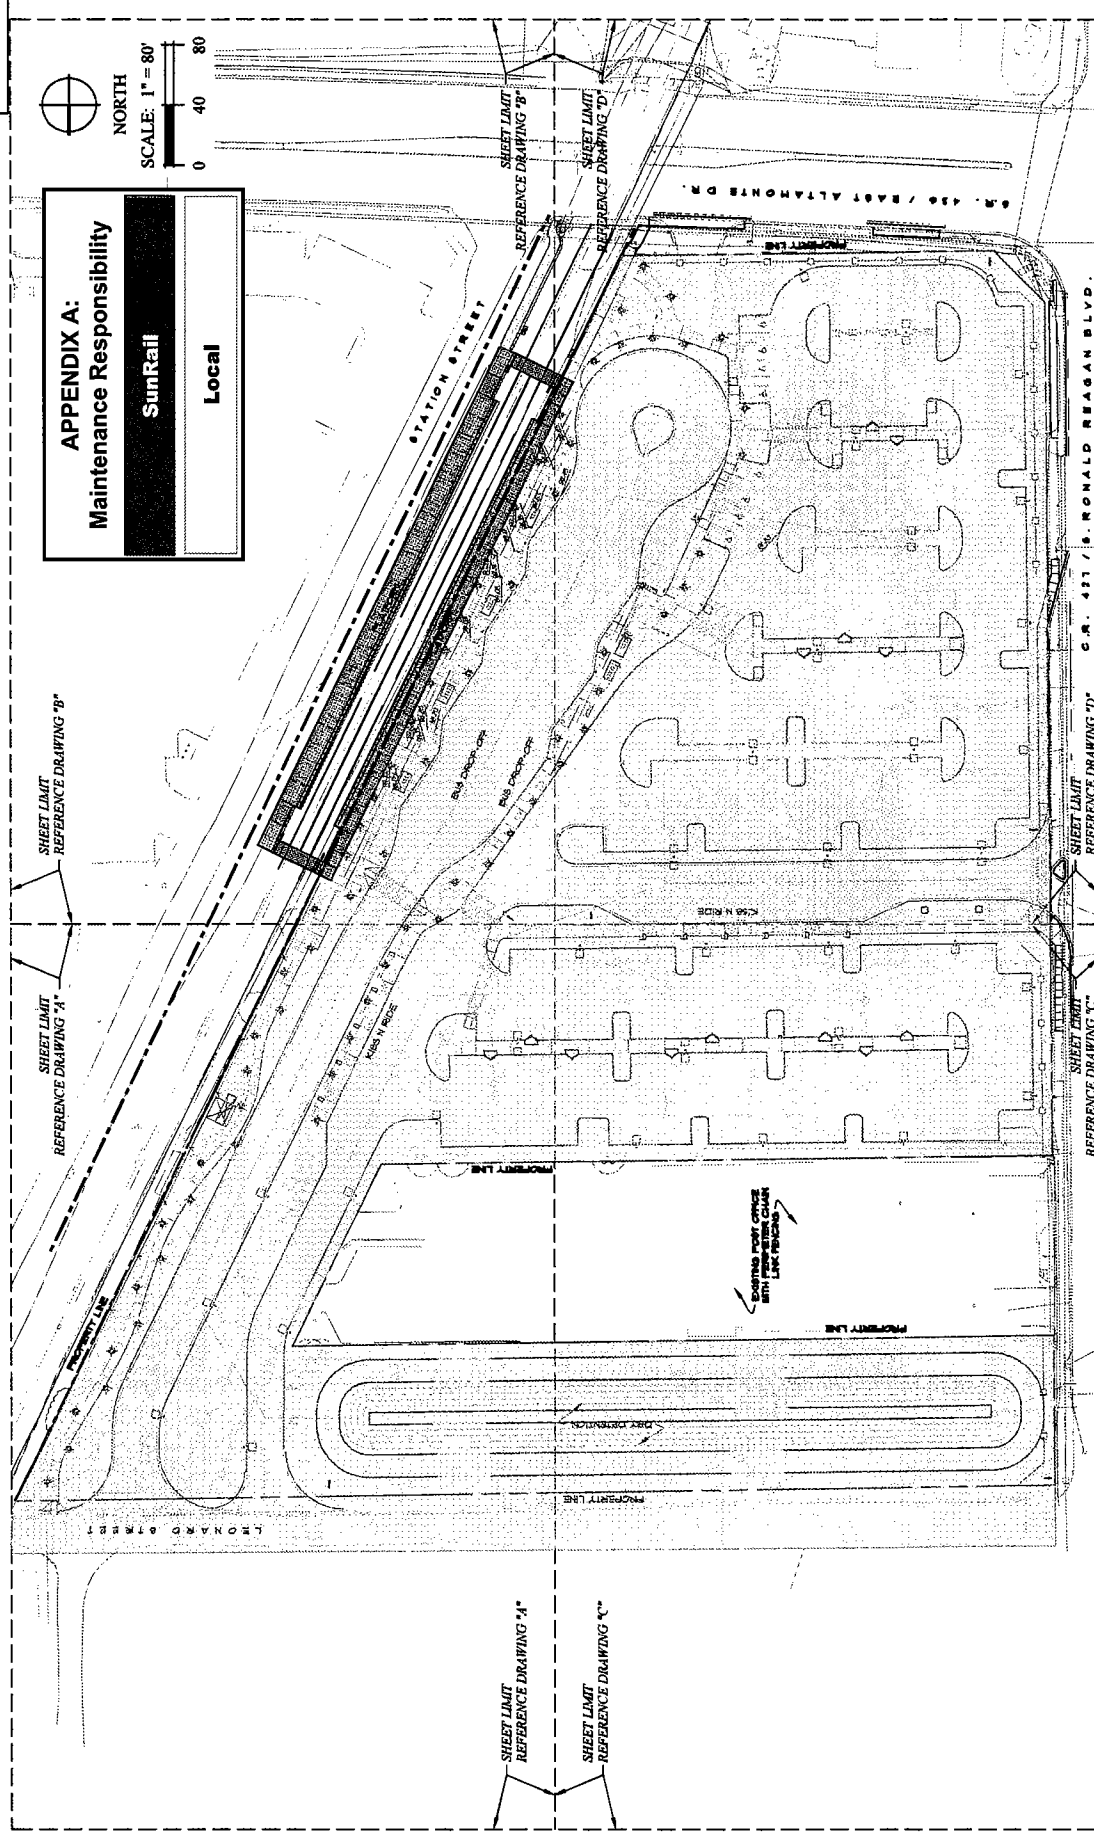 NORTH
SCALE: 1" = 80'
0 40 80
APPENDIX A:
Maintenance Responsibility
SunRail
Local
SHEET LIMIT
REFERENCE DRAWING "A"
SHEET LIMIT
REFERENCE DRAWING "B"
SHEET LIMIT
REFERENCE DRAWING "B"
SHEET LIMIT
REFERENCE DRAWING "D"
STATION STREET
S.R. 436 / EAST ALTAMONTE DR.
PROPERTY LINE
PROPERTY LINE
BUS DROP-OFF
BUS DROP-OFF
KISS N RIDE
KISS N RIDE
PROPERTY LINE
EXISTING POST OFFICE
WITH PERIMETER CHAIN
LINK FENCING
PROPERTY LINE
DRY DETENTION
PROPERTY LINE
LEONARD STREET
C.R. 427 / S. RONALD REAGAN BLVD.
SHEET LIMIT
REFERENCE DRAWING "A"
SHEET LIMIT
REFERENCE DRAWING "C"
SHEET LIMIT
REFERENCE DRAWING "C"
SHEET LIMIT
REFERENCE DRAWING "D"